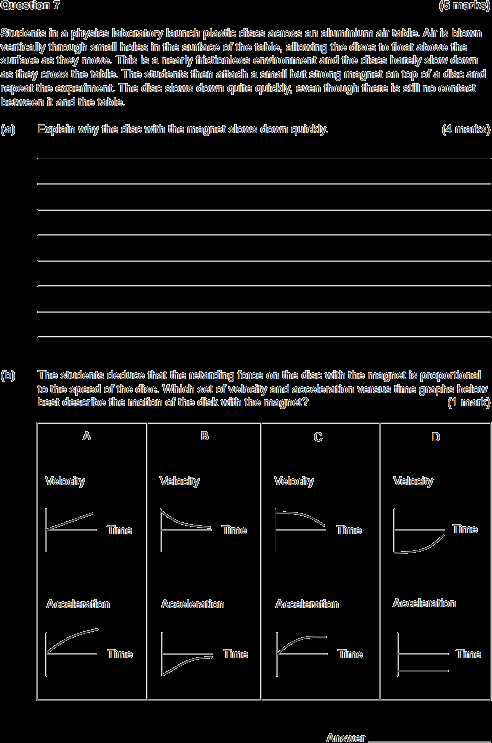 Question 7 (5 marks)
Students in a physics laboratory launch plastic discs across an aluminium air table. Air is blown
vertically through small holes in the surface of the table, allowing the discs to float above the
surface as they move. This is a nearly frictionless environment and the discs barely slow down
as they cross the table. The students then attach a small but strong magnet on top of a disc and
repeat the experiment. The disc slows down quite quickly, even though there is still no contact
between it and the table.
(a) Explain why the disc with the magnet slows down quickly. (4 marks)
(b) The students deduce that the retarding force on the disc with the magnet is proportional
to the speed of the disc. Which set of velocity and acceleration versus time graphs below
best describe the motion of the disk with the magnet? (1 mark)
A B C D
Velocity Velocity Velocity Velocity
Time Time Time Time
Acceleration Acceleration Acceleration Acceleration
Time Time Time Time
Answer